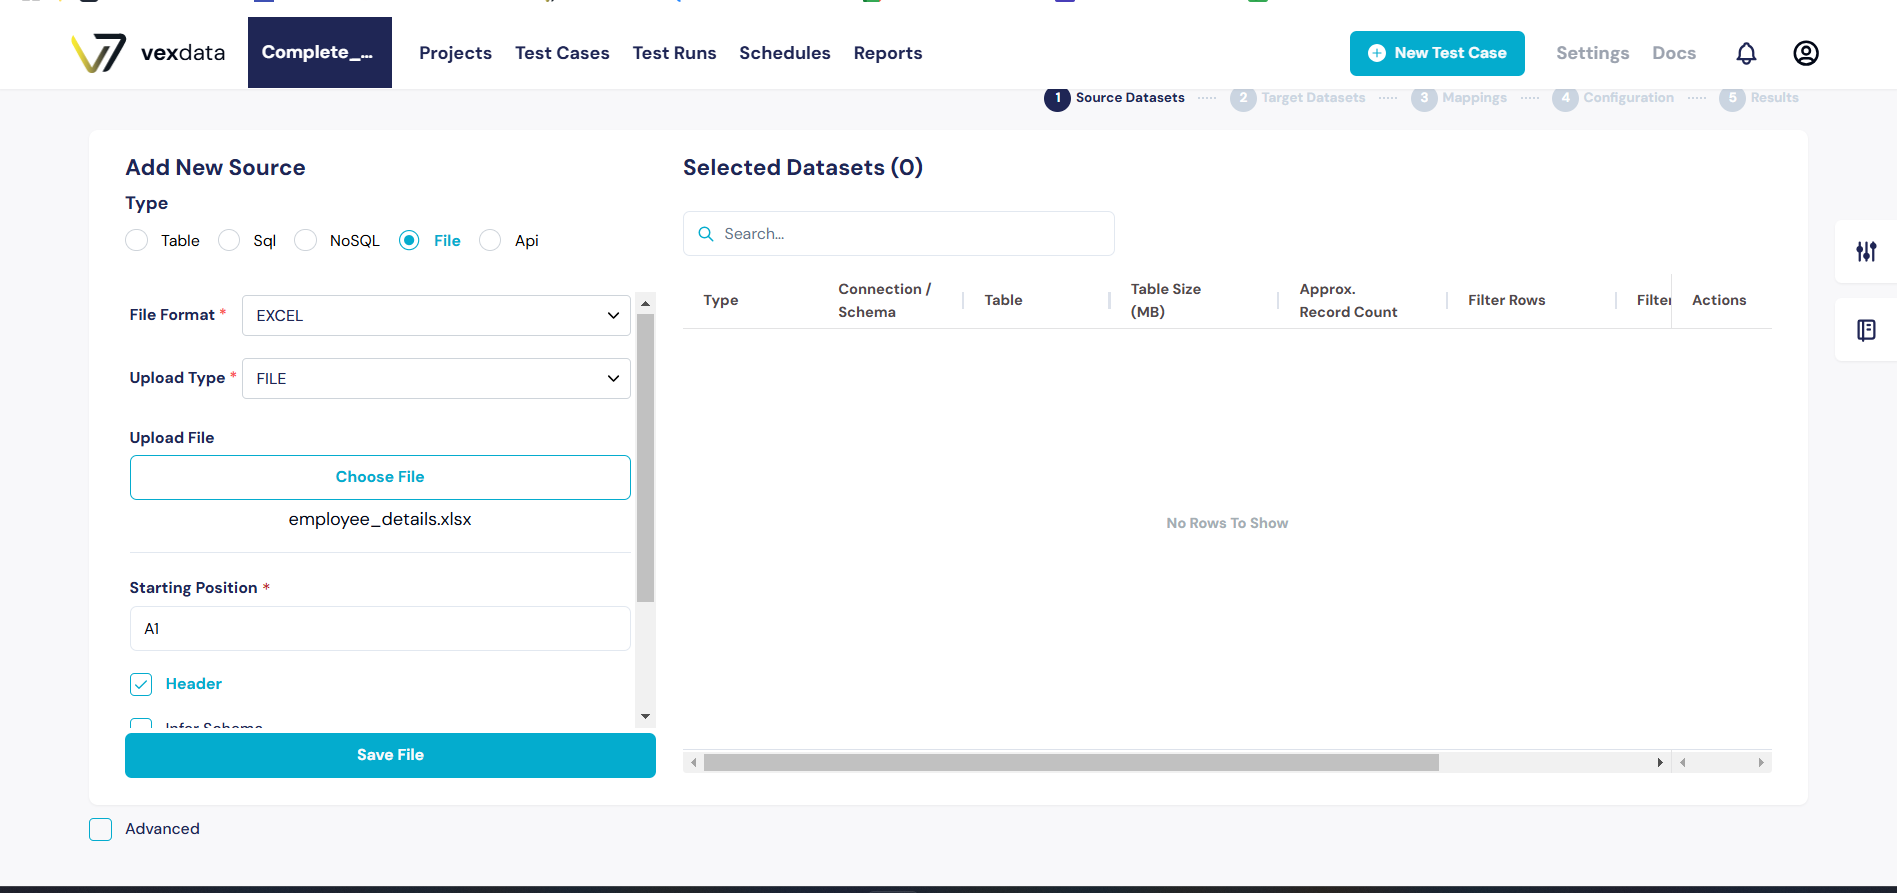 vexdata
Complete_...
Projects
Test Cases
Test Runs
Schedules
Reports
New Test Case
Settings
Docs
1 Source Datasets
2 Target Datasets
3 Mappings
4 Configuration
5 Results
Add New Source
Type
Table
Sql
NoSQL
File
Api
File Format *
EXCEL
Upload Type *
FILE
Upload File
Choose File
employee_details.xlsx
Starting Position *
A1
Header
Infer Schema
Save File
Advanced
Selected Datasets (0)
Search...
Type
Connection /
Schema
Table
Table Size
(MB)
Approx.
Record Count
Filter Rows
Filter
Actions
No Rows To Show